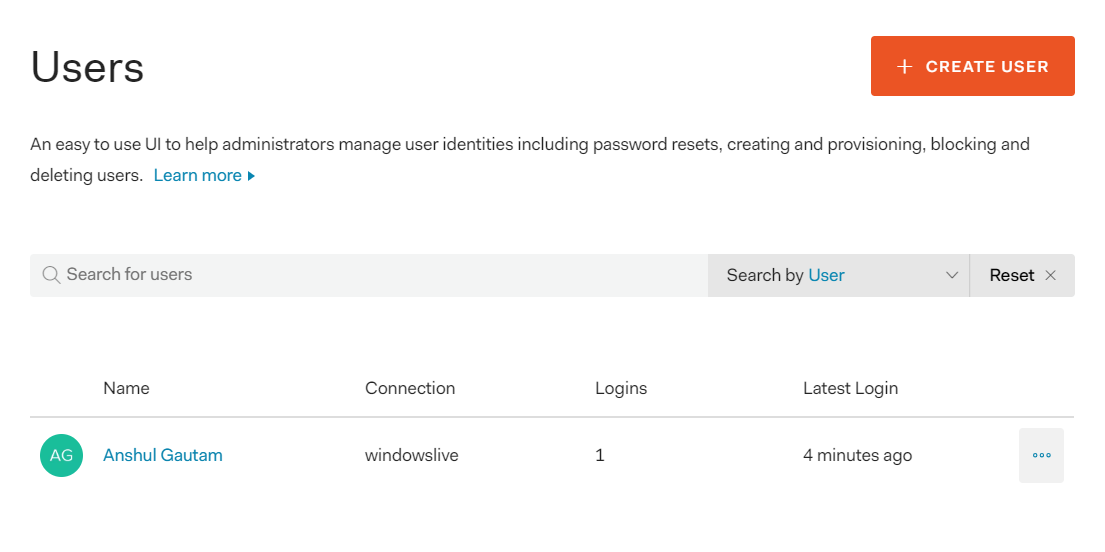 Users
+ CREATE USER
An easy to use UI to help administrators manage user identities including password resets, creating and provisioning, blocking and
deleting users. Learn more
Search for users
Search by User
Reset
Name Connection Logins Latest Login
AG Anshul Gautam windowslive 1 4 minutes ago